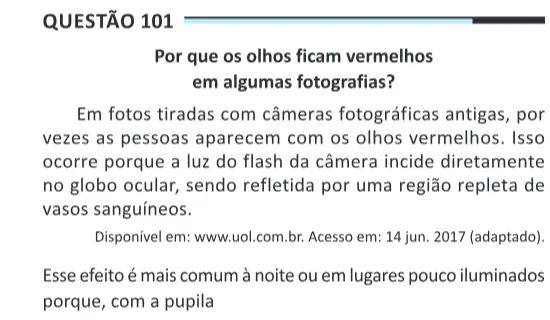 QUESTÃO 101
Por que os olhos ficam vermelhos
em algumas fotografias?
Em fotos tiradas com câmeras fotográficas antigas, por
vezes as pessoas aparecem com os olhos vermelhos. Isso
ocorre porque a luz do flash da câmera incide diretamente
no globo ocular, sendo refletida por uma região repleta de
vasos sanguíneos.
Disponível em: www.uol.com.br. Acesso em: 14 jun. 2017 (adaptado).
Esse efeito é mais comum à noite ou em lugares pouco iluminados
porque, com a pupila